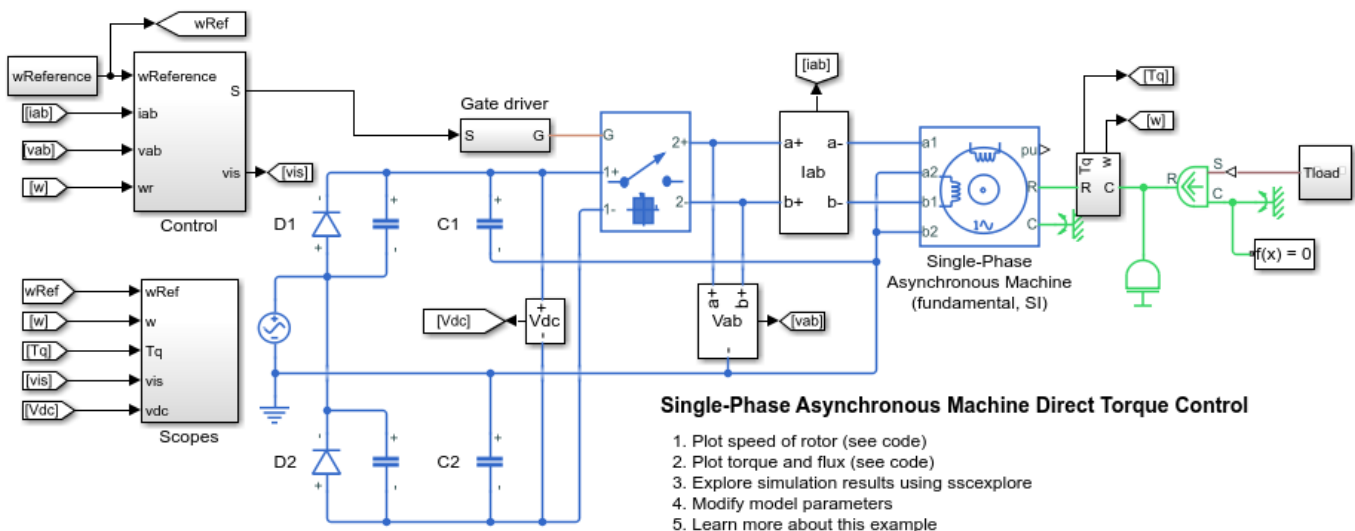 wRef
wReference
wReference
S
[iab]
iab
[vab]
vab
[w]
wr
vis
[vis]
Control
Gate driver
S
G
G
1+
1-
2+
2-
[iab]
a+
a-
Iab
b+
b-
a1
a2
b1
b2
pu
R
C
1
Single-Phase
Asynchronous Machine
(fundamental, SI)
[Tq]
[w]
Tq
w
R
C
R
S
C
Tload
f(x) = 0
D1
-
+
+
-
C1
+
-
[Vdc]
+
Vdc
-
a+
b+
Vab
-
[vab]
wRef
wRef
[w]
w
[Tq]
Tq
[vis]
vis
[Vdc]
vdc
Scopes
D2
-
+
+
-
C2
+
-
Single-Phase Asynchronous Machine Direct Torque Control
1. Plot speed of rotor (see code)
2. Plot torque and flux (see code)
3. Explore simulation results using sscexplore
4. Modify model parameters
5. Learn more about this example